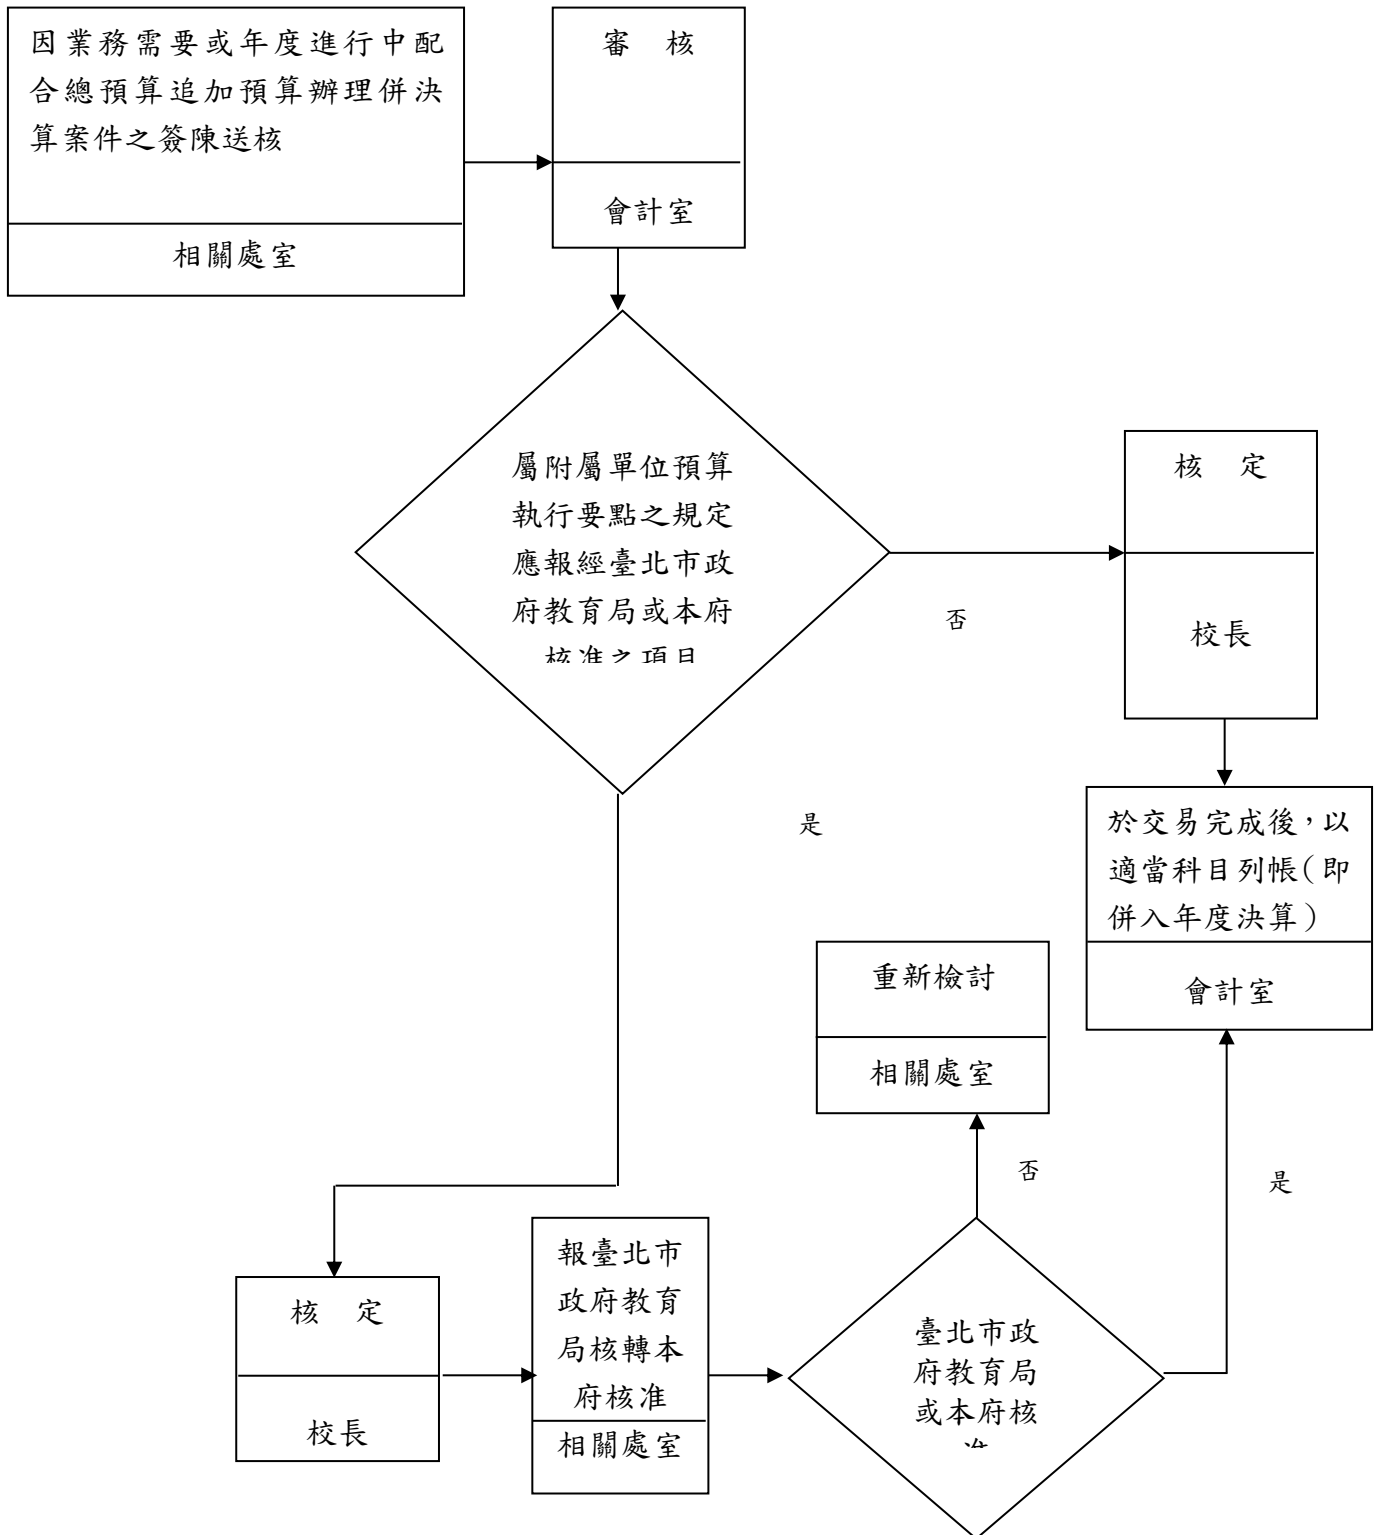 因業務需要或年度進行中配
合總預算追加預算辦理併決
算案件之簽陳送核
相關處室
審 核
會計室
屬附屬單位預算
執行要點之規定
應報經臺北市政
府教育局或本府
核准之項目
否
核 定
校長
是
於交易完成後，以
適當科目列帳（即
併入年度決算）
會計室
重新檢討
相關處室
否
是
核 定
校長
報臺北市
政府教育
局核轉本
府核准
相關處室
臺北市政
府教育局
或本府核